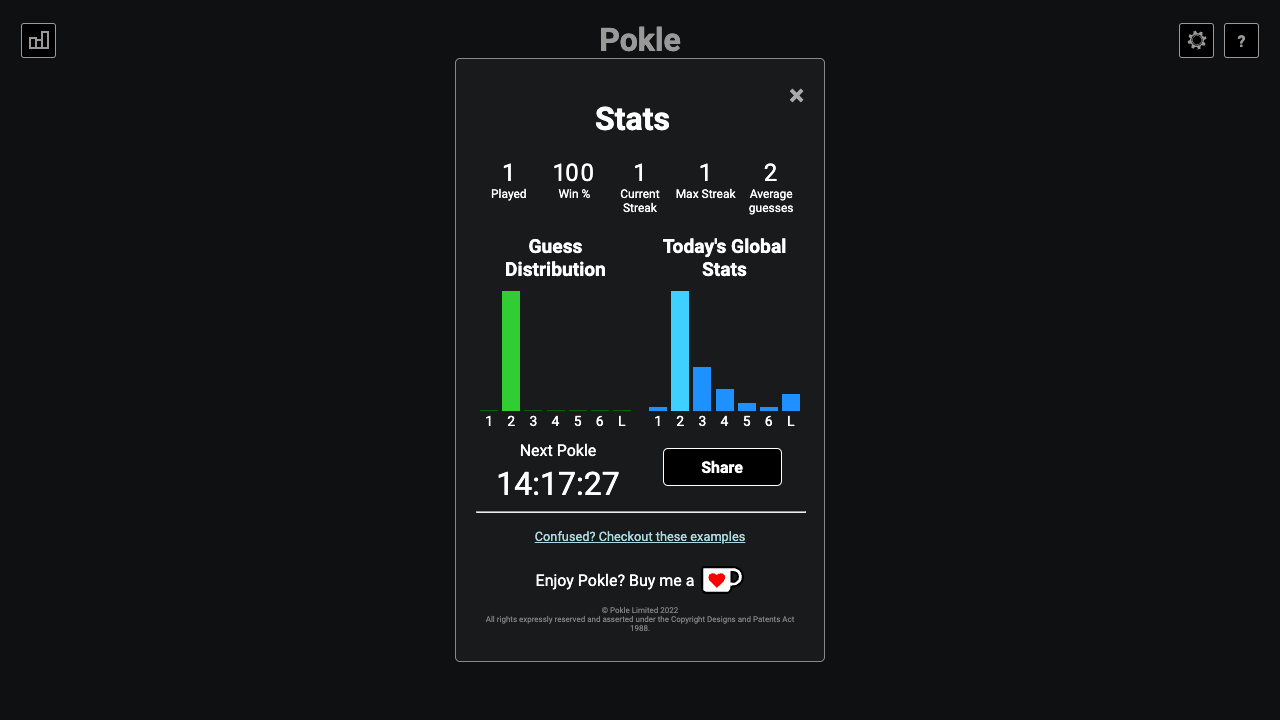 Pokle
?
Stats
1
Played
100
Win %
1
Current
Streak
1
Max Streak
2
Average
guesses
Guess
Distribution
1 2 3 4 5 6 L
Today's Global
Stats
1 2 3 4 5 6 L
Next Pokle
14:17:27
Share
Confused? Checkout these examples
Enjoy Pokle? Buy me a
© Pokle Limited 2022
All rights expressly reserved and asserted under the Copyright Designs and Patents Act
1988.